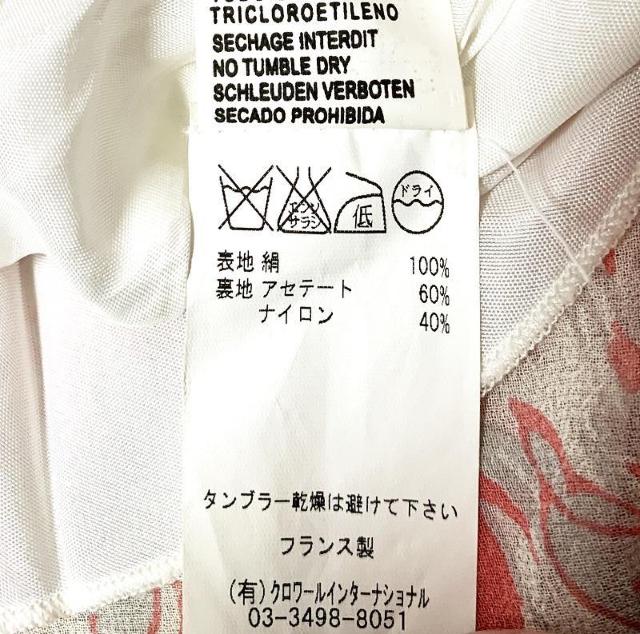 TRICLOROETILENO
SECHAGE INTERDIT
NO TUMBLE DRY
SCHLEUDEN VERBOTEN
SECADO PROHIBIDA
エンソ
サラシ
低
ドライ
表地 絹 100%
裏地 アセテート 60%
ナイロン 40%
タンブラー乾燥は避けて下さい
フランス製
(有)クロワールインターナショナル
03-3498-8051